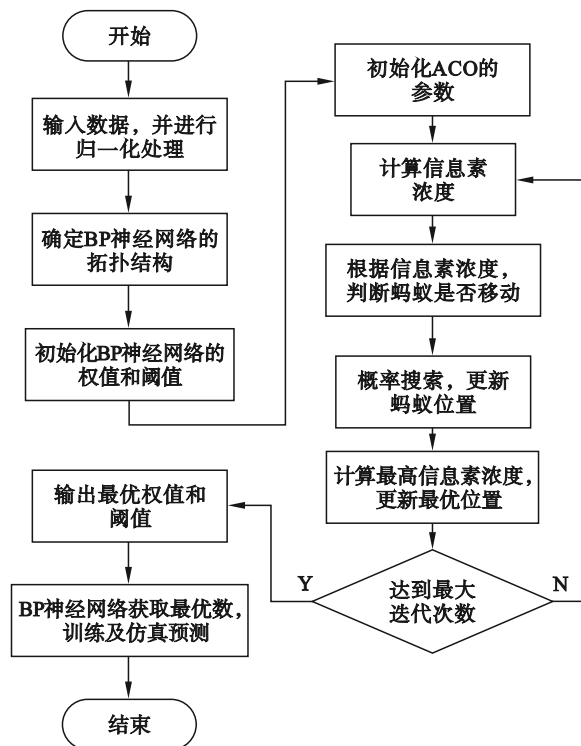 开始
输入数据，并进行
归一化处理
确定BP神经网络的
拓扑结构
初始化BP神经网络的
权值和阈值
初始化ACO的
参数
计算信息素
浓度
根据信息素浓度，
判断蚂蚁是否移动
概率搜索，更新
蚂蚁位置
计算最高信息素浓度，
更新最优位置
达到最大
迭代次数
Y
N
输出最优权值和
阈值
BP神经网络获取最优数，
训练及仿真预测
结束